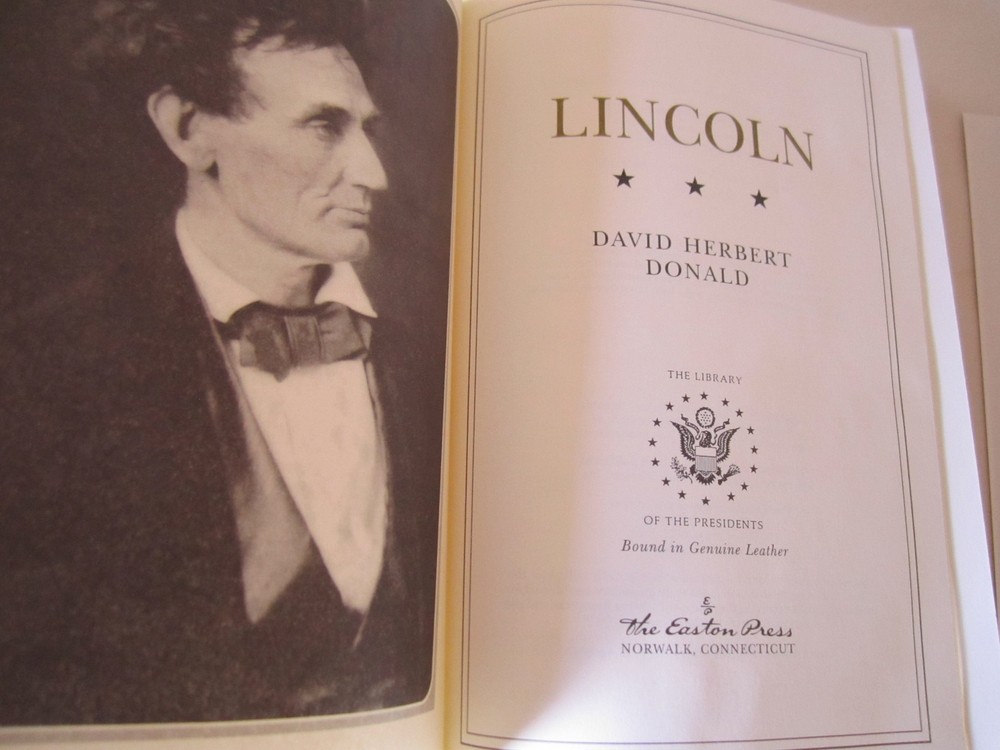 LINCOLN
DAVID HERBERT
DONALD
THE LIBRARY
OF THE PRESIDENTS
Bound in Genuine Leather
E
P
The Easton Press
NORWALK, CONNECTICUT